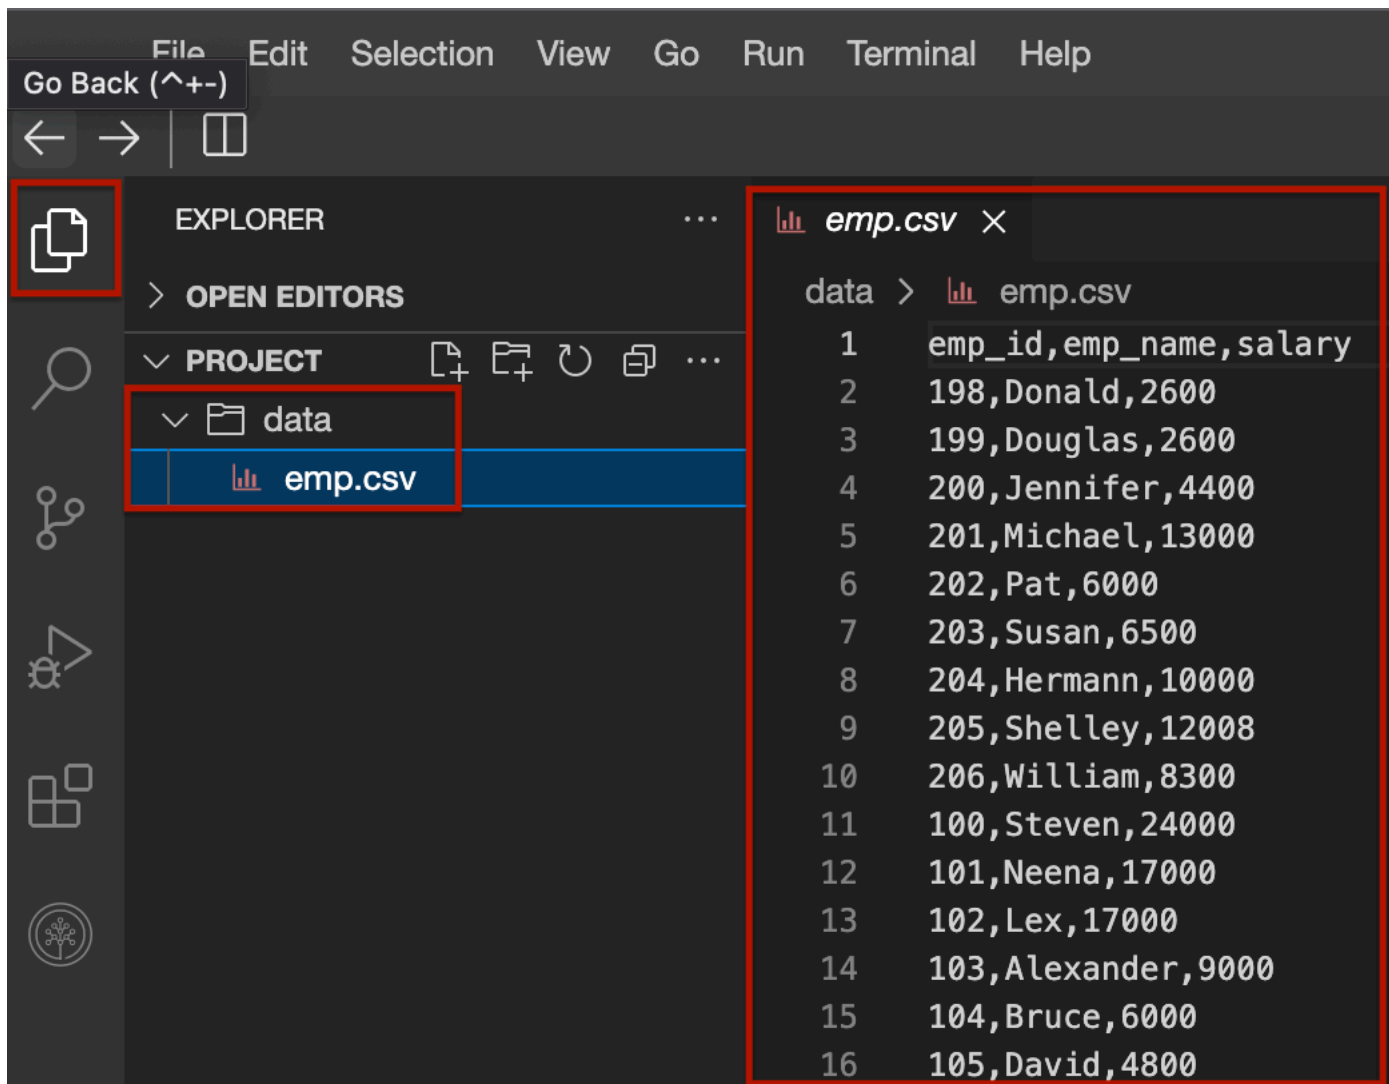 File Edit Selection View Go Run Terminal Help
Go Back (^+-)
EXPLORER
OPEN EDITORS
PROJECT
data
emp.csv
emp.csv
data > emp.csv
1 emp_id,emp_name,salary
2 198,Donald,2600
3 199,Douglas,2600
4 200,Jennifer,4400
5 201,Michael,13000
6 202,Pat,6000
7 203,Susan,6500
8 204,Hermann,10000
9 205,Shelley,12008
10 206,William,8300
11 100,Steven,24000
12 101,Neena,17000
13 102,Lex,17000
14 103,Alexander,9000
15 104,Bruce,6000
16 105,David,4800